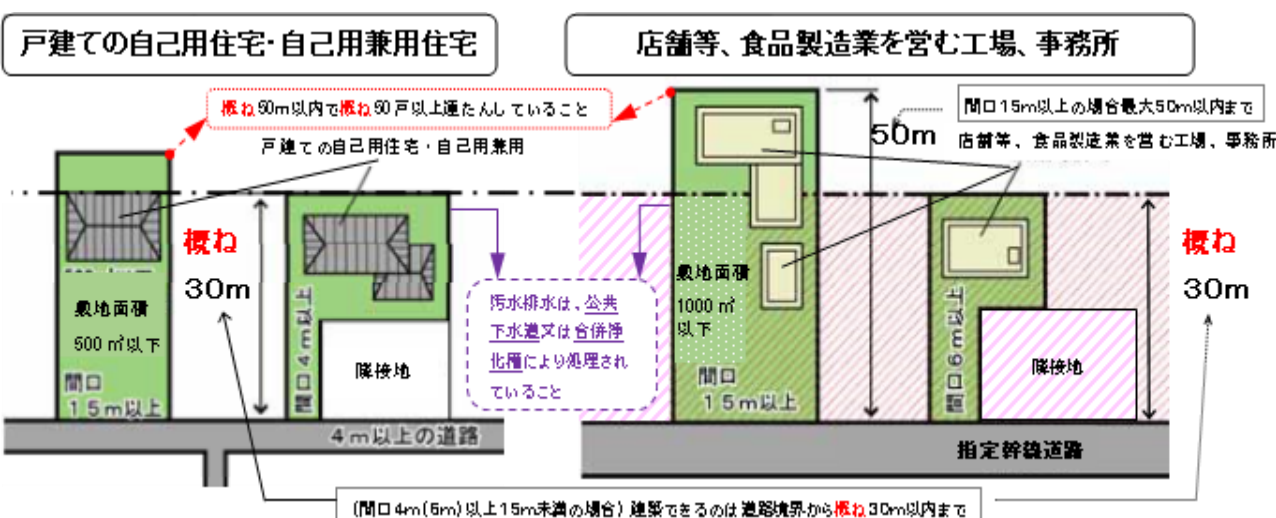 戸建ての自己用住宅・自己用兼用住宅
店舗等、食品製造業を営む工場、事務所
概ね50m以内で概ね50戸以上連たんしていること
戸建ての自己用住宅・自己用兼用
間口15m以上の場合最大50m以内まで
50m
店舗等、食品製造業を営む工場、事務所
概ね
30m
敷地面積
500㎡以下
間口
15m以上
間口4m以上
隣接地
4m以上の道路
汚水排水は、公共
下水道又は合併浄
化槽により処理され
ていること
敷地面積
1000㎡
以下
間口
15m以上
間口6m以上
隣接地
概ね
30m
指定幹線道路
(間口4m(6m)以上15m未満の場合)建築できるのは道路境界から概ね30m以内まで